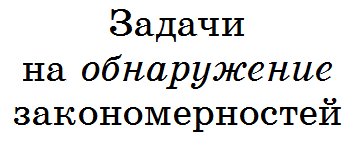 Задачи
на обнаружение
закономерностей